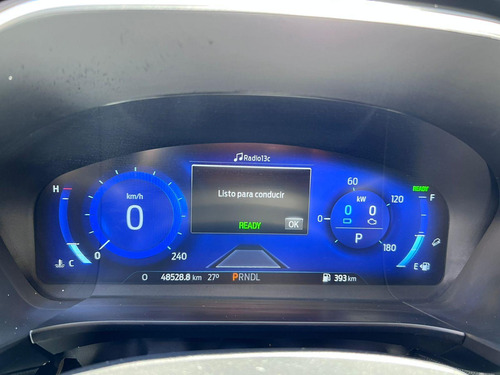 Radio13c
H
C
km/h
0
0
240
Listo para conducir
READY
OK
60
kW
0
120
0 0
P
180
READY
F
E
O 48528.8 km 27° PRNDL 393 km